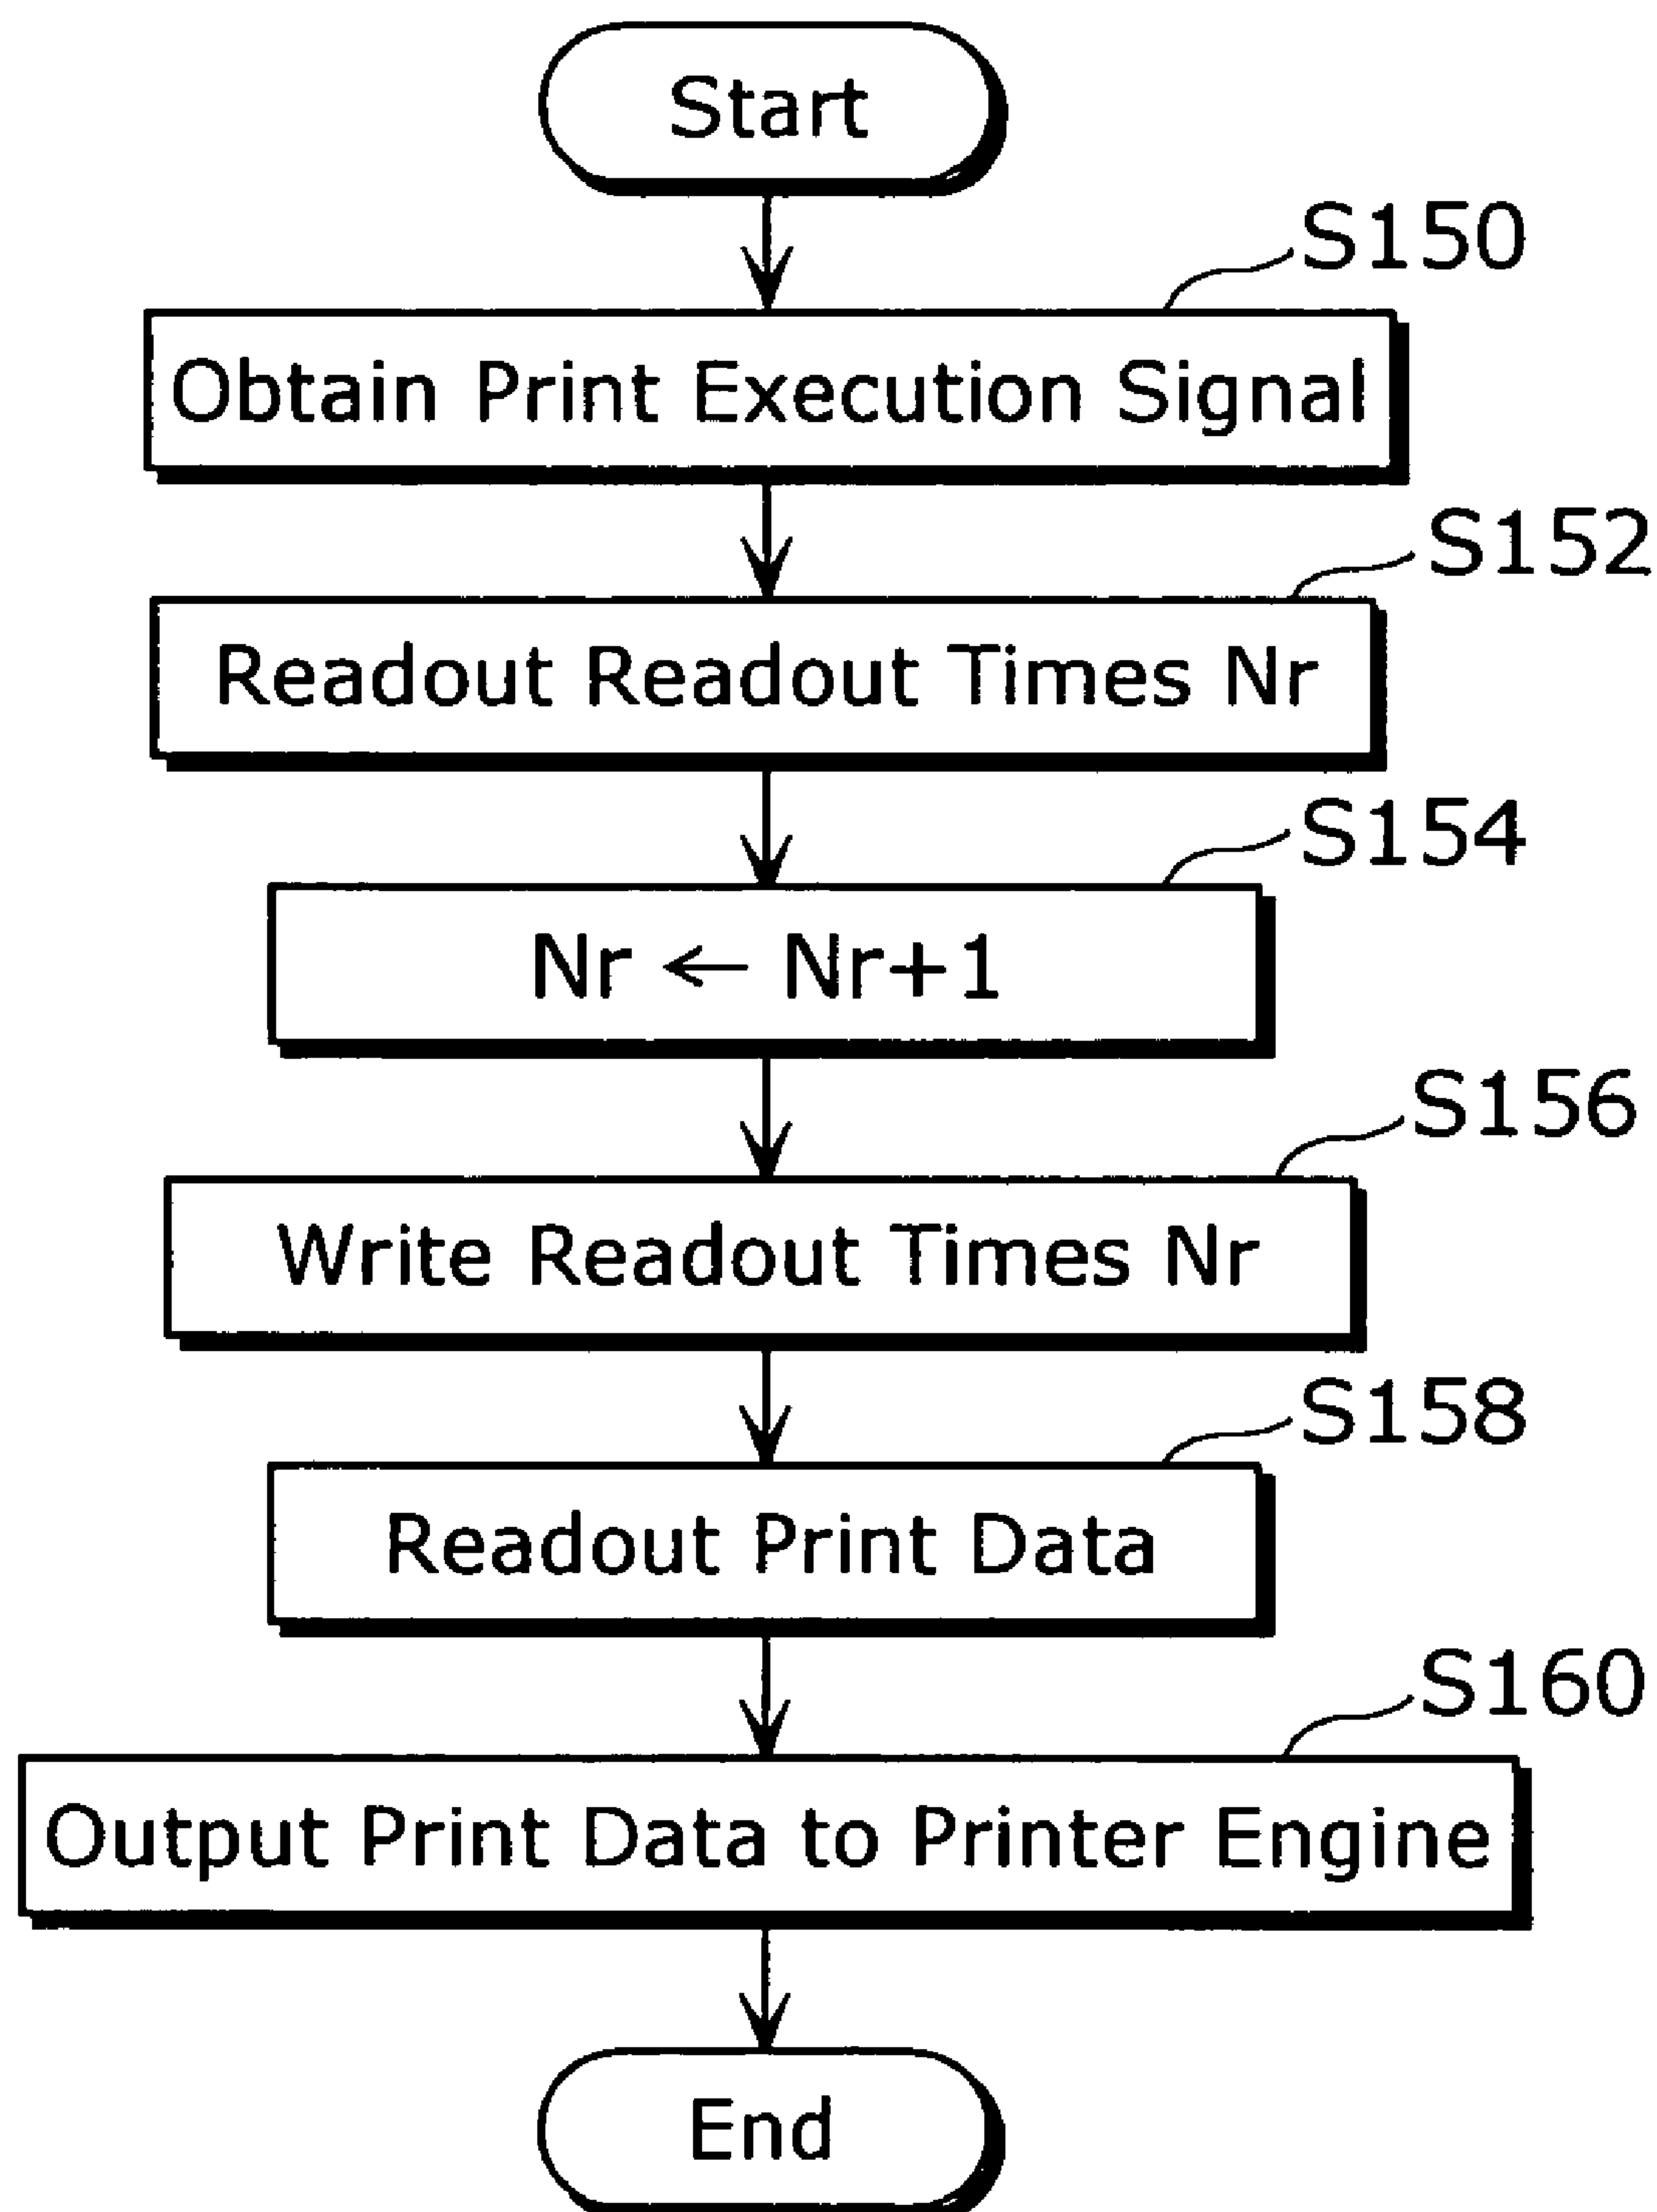 Start
S150
Obtain Print Execution Signal
S152
Readout Readout Times Nr
S154
Nr ← Nr+1
S156
Write Readout Times Nr
S158
Readout Print Data
S160
Output Print Data to Printer Engine
End